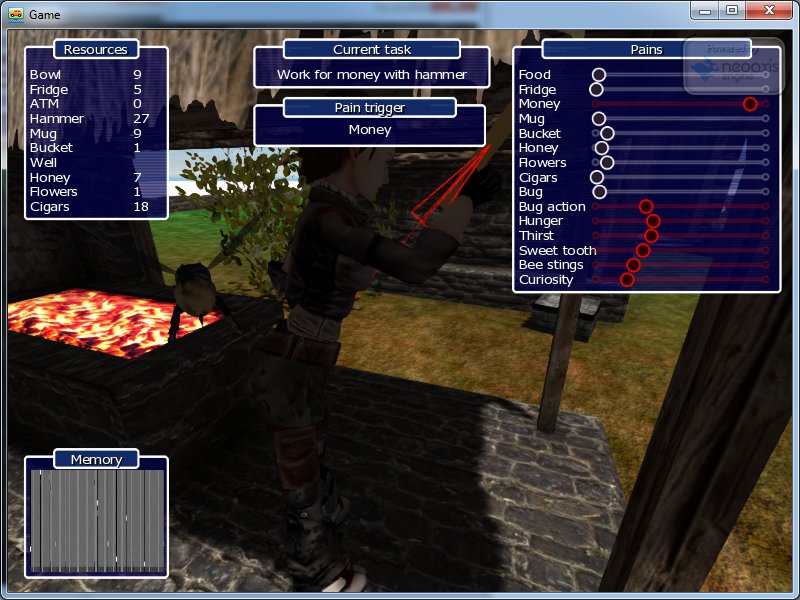 Game
Resources
Bowl 9
Fridge 5
ATM 0
Hammer 27
Mug 9
Bucket 1
Well
Honey 7
Flowers 1
Cigars 18
Current task
Work for money with hammer
Pain trigger
Money
Pains
Powered by
neoaxis
engine
Food
Fridge
Money
Mug
Bucket
Honey
Flowers
Cigars
Bug
Bug action
Hunger
Thirst
Sweet tooth
Bee stings
Curiosity
Memory